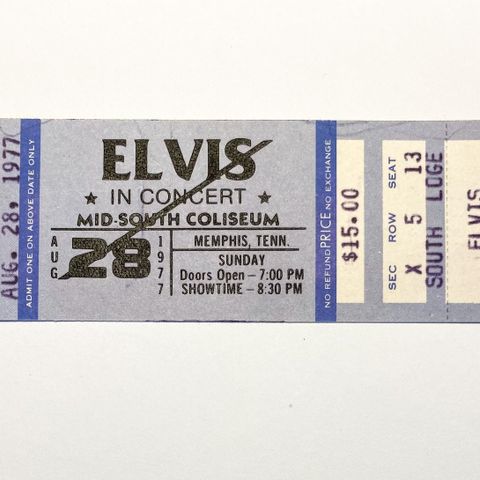 AUG. 28, 1977
ADMIT ONE ON ABOVE DATE ONLY
ELVIS
★ IN CONCERT ★
MID-SOUTH COLISEUM
AUG 28 1977
MEMPHIS, TENN.
SUNDAY
Doors Open - 7:00 PM
SHOWTIME - 8:30 PM
NO REFUND PRICE NO EXCHANGE
$15.00
SEC ROW SEAT
X 5 13
SOUTH LOGE
ELVIS